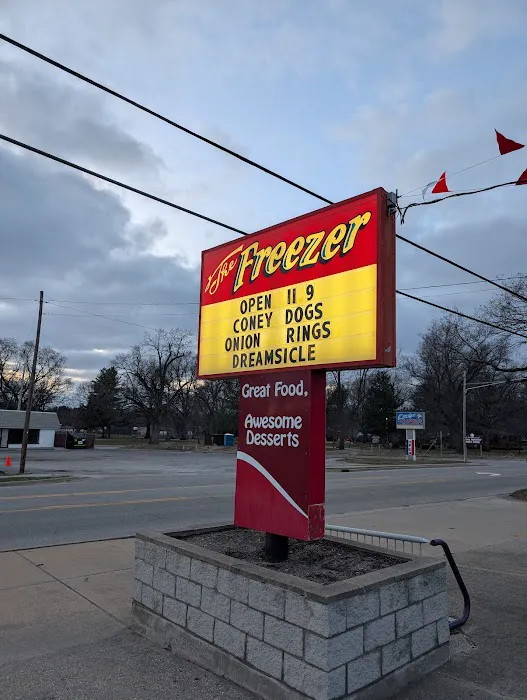 The Freezer
OPEN 11 9
CONEY DOGS
ONION RINGS
DREAMSICLE
Great Food,
Awesome
Desserts